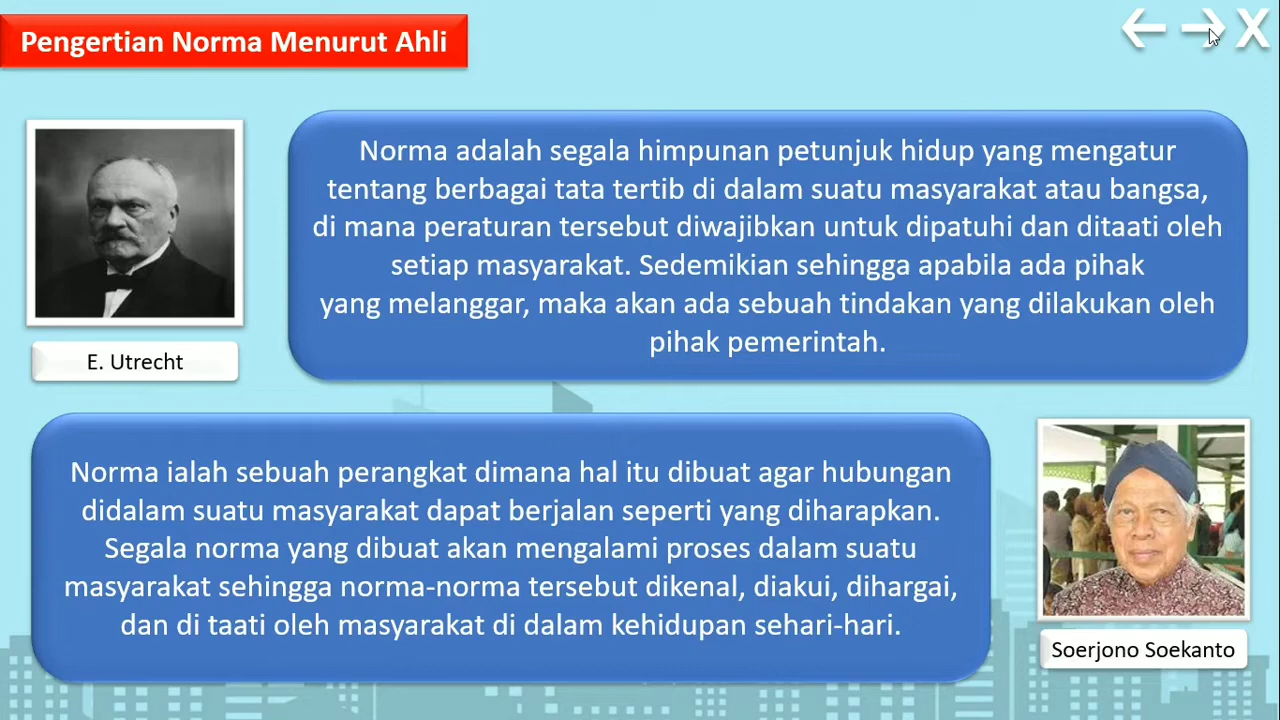 Pengertian Norma Menurut Ahli
X
Norma adalah segala himpunan petunjuk hidup yang mengatur
tentang berbagai tata tertib di dalam suatu masyarakat atau bangsa,
di mana peraturan tersebut diwajibkan untuk dipatuhi dan ditaati oleh
setiap masyarakat. Sedemikian sehingga apabila ada pihak
yang melanggar, maka akan ada sebuah tindakan yang dilakukan oleh
pihak pemerintah.
E. Utrecht
Norma ialah sebuah perangkat dimana hal itu dibuat agar hubungan
didalam suatu masyarakat dapat berjalan seperti yang diharapkan.
Segala norma yang dibuat akan mengalami proses dalam suatu
masyarakat sehingga norma-norma tersebut dikenal, diakui, dihargai,
dan di taati oleh masyarakat di dalam kehidupan sehari-hari.
Soerjono Soekanto